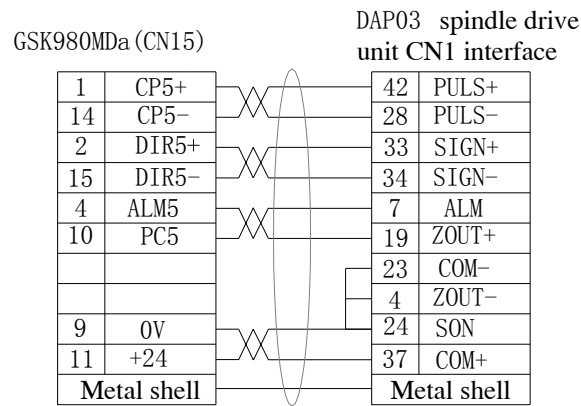 DAP03 spindle drive
unit CN1 interface
GSK980MDa(CN15)
1 CP5+ 42 PULS+
14 CP5- 28 PULS-
2 DIR5+ 33 SIGN+
15 DIR5- 34 SIGN-
4 ALM5 7 ALM
10 PC5 19 ZOUT+
23 COM-
4 ZOUT-
9 0V 24 SON
11 +24 37 COM+
Metal shell Metal shell